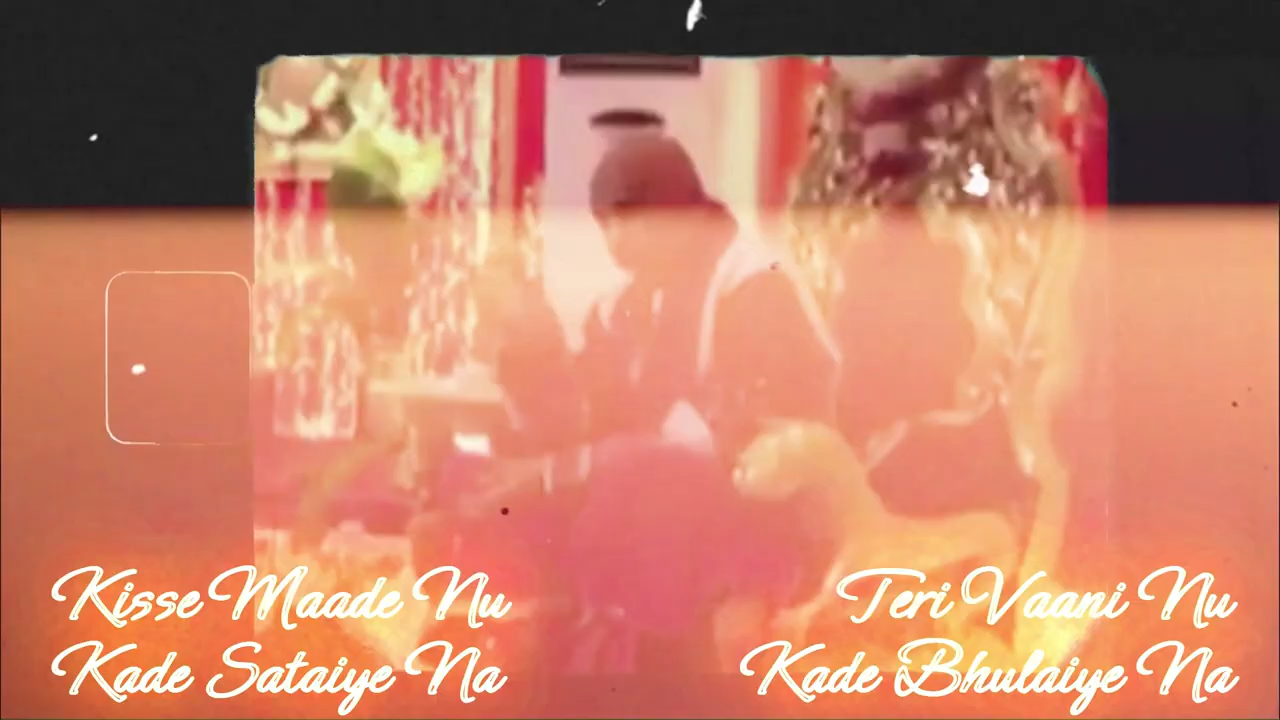 Kisse Maade Nu
Kade Sataiye Na
Teri Vaani Nu
Kade Bhulaiye Na